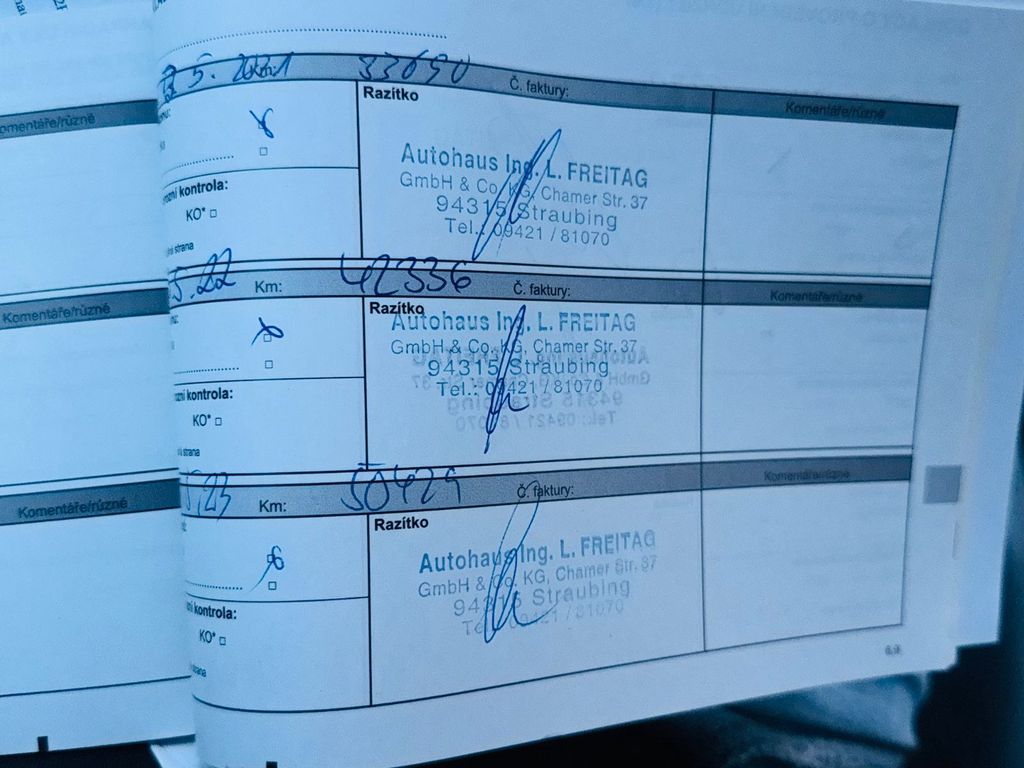 Komentáře/různé
5. 2021 33690 Č. faktury:
Razítko
Komentáře/různé
Autohaus Ing. L. FREITAG
GmbH & Co. KG, Chamer Str. 37
94315 Straubing
Tel.: 09421 / 81070
kontrola:
KO* □
strana
5.22 Km: 42336 Č. faktury:
Razítko
Komentáře/různé
Komentáře/různé
Autohaus Ing. L. FREITAG
GmbH & Co. KG, Chamer Str. 37
94315 Straubing
Tel.: 09421 / 81070
kontrola:
KO* □
strana
5.23 Km: 50429 Č. faktury:
Razítko
Komentáře/různé
Komentáře/různé
Autohaus Ing. L. FREITAG
GmbH & Co. KG, Chamer Str. 37
94315 Straubing
Tel.: 09421 / 81070
kontrola:
KO* □